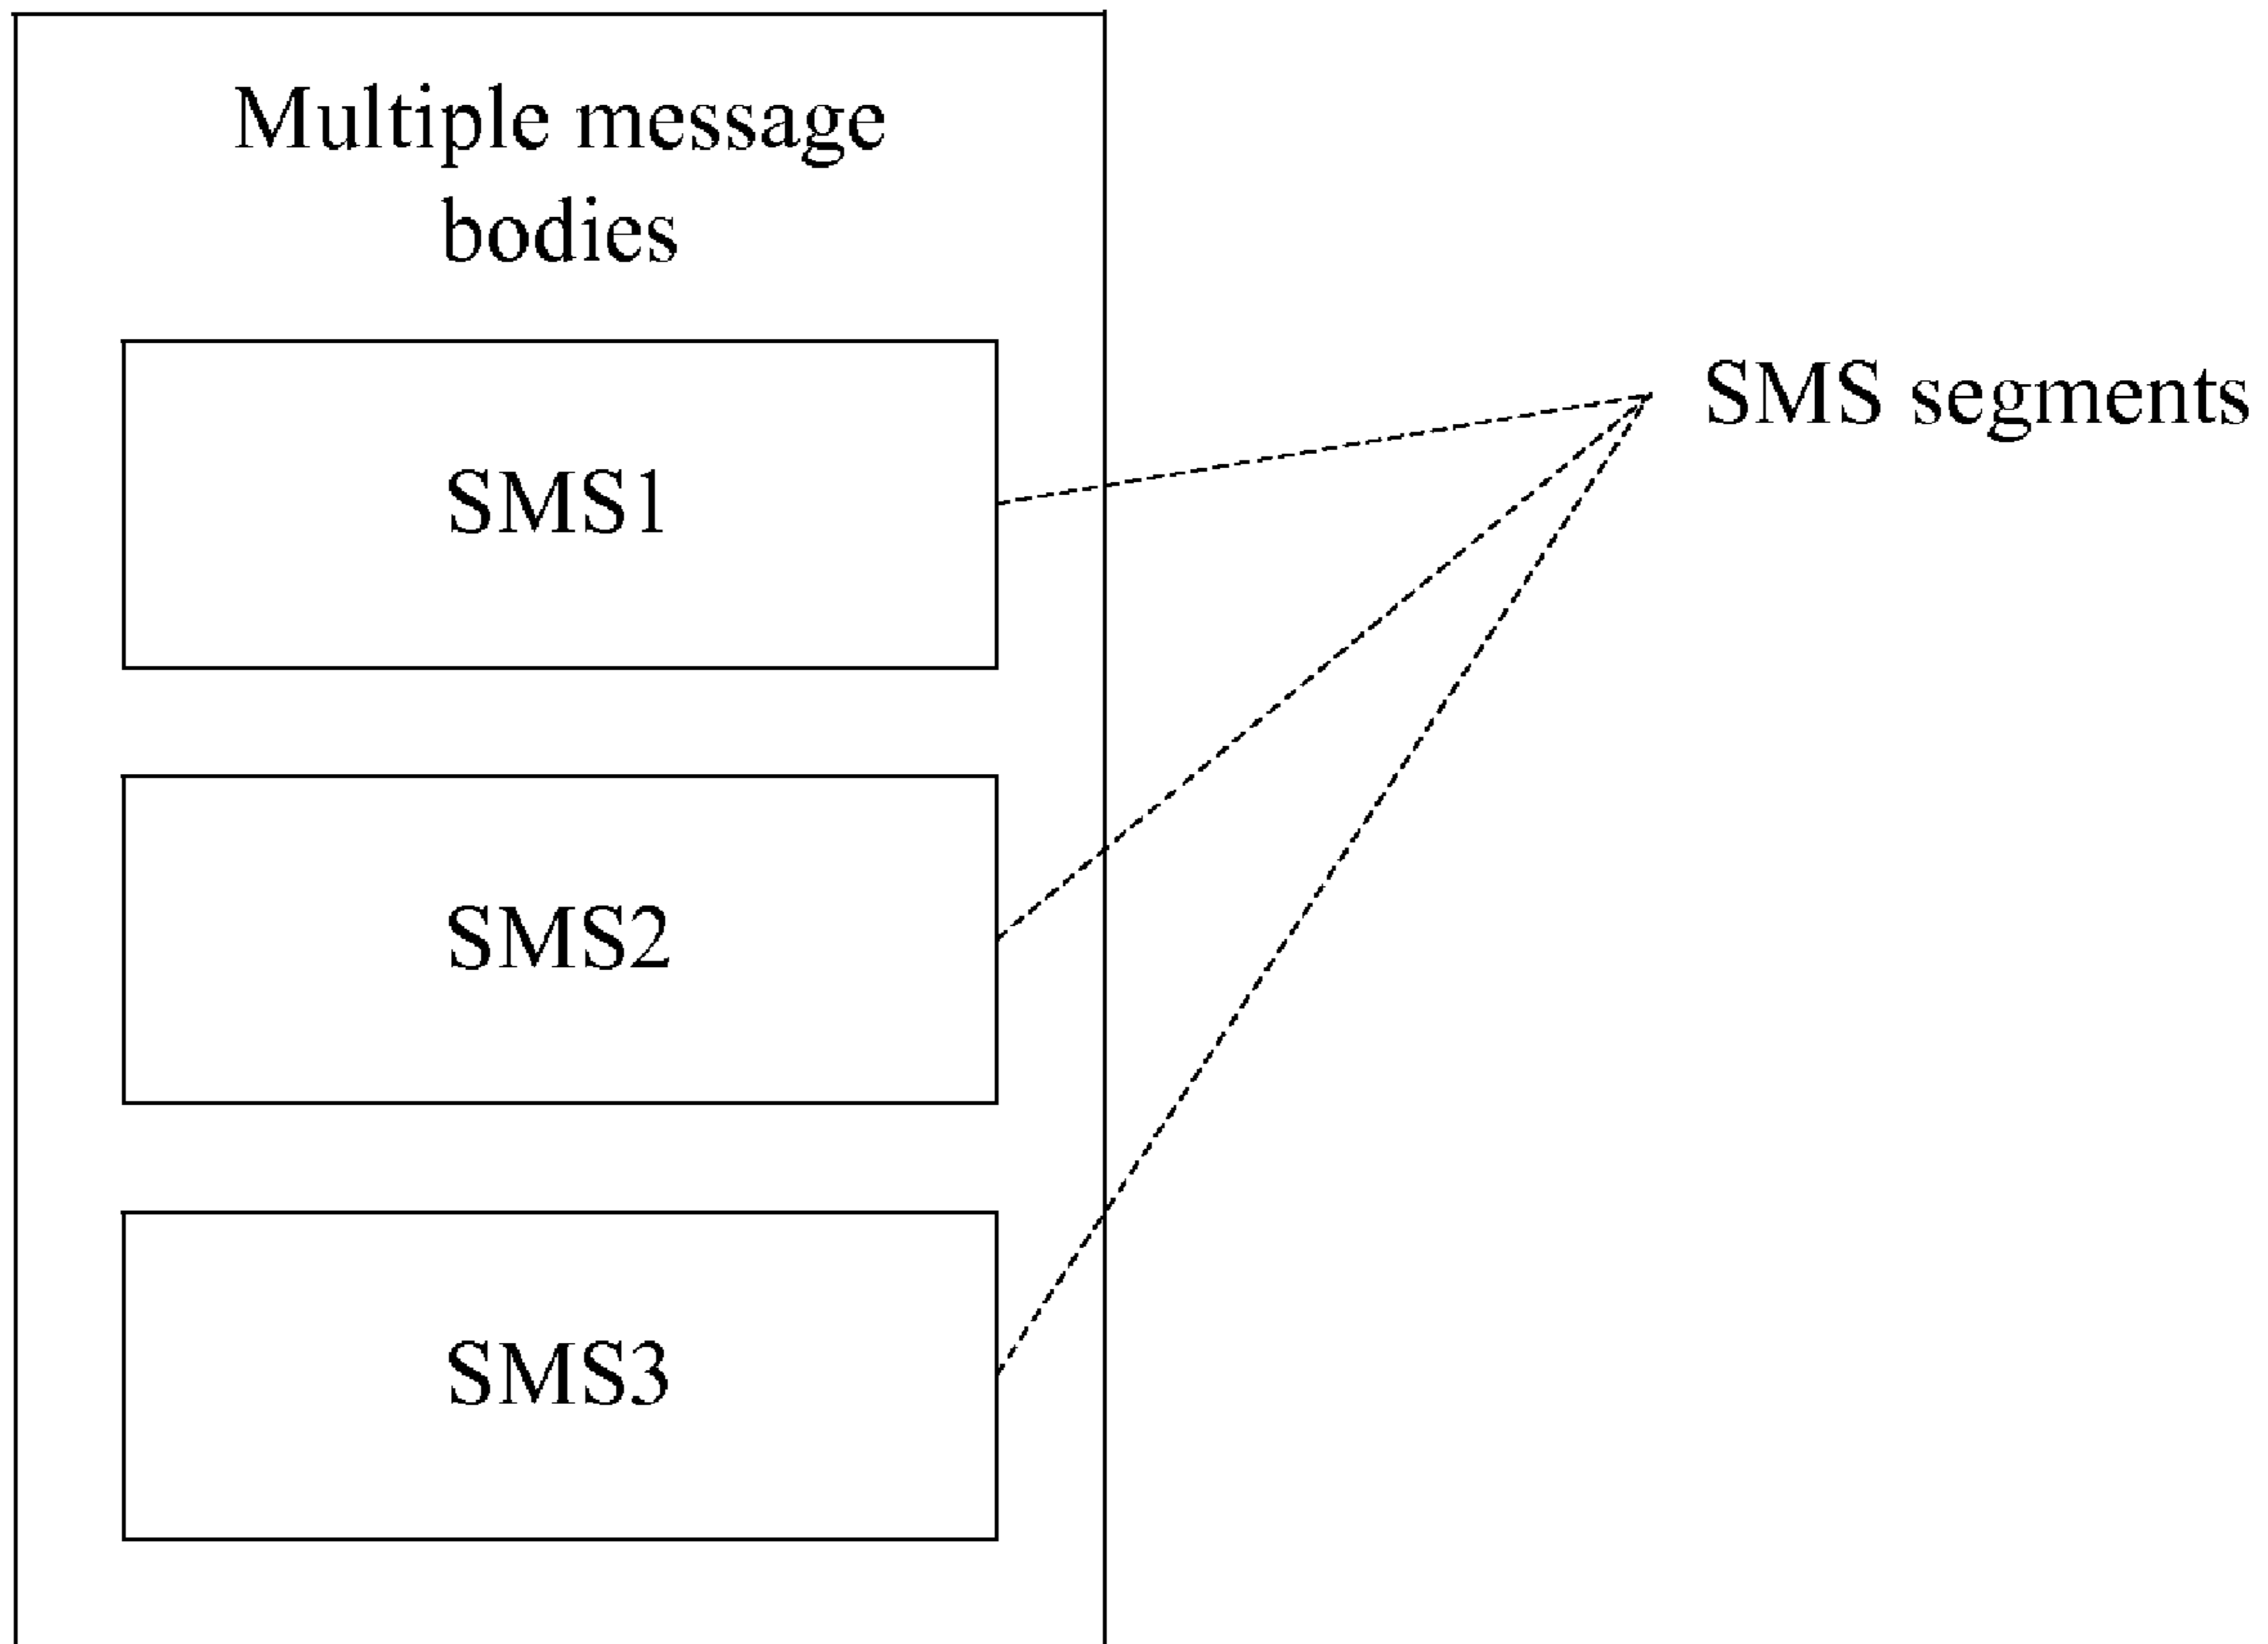 Multiple message
bodies
SMS1
SMS segments
SMS2
SMS3